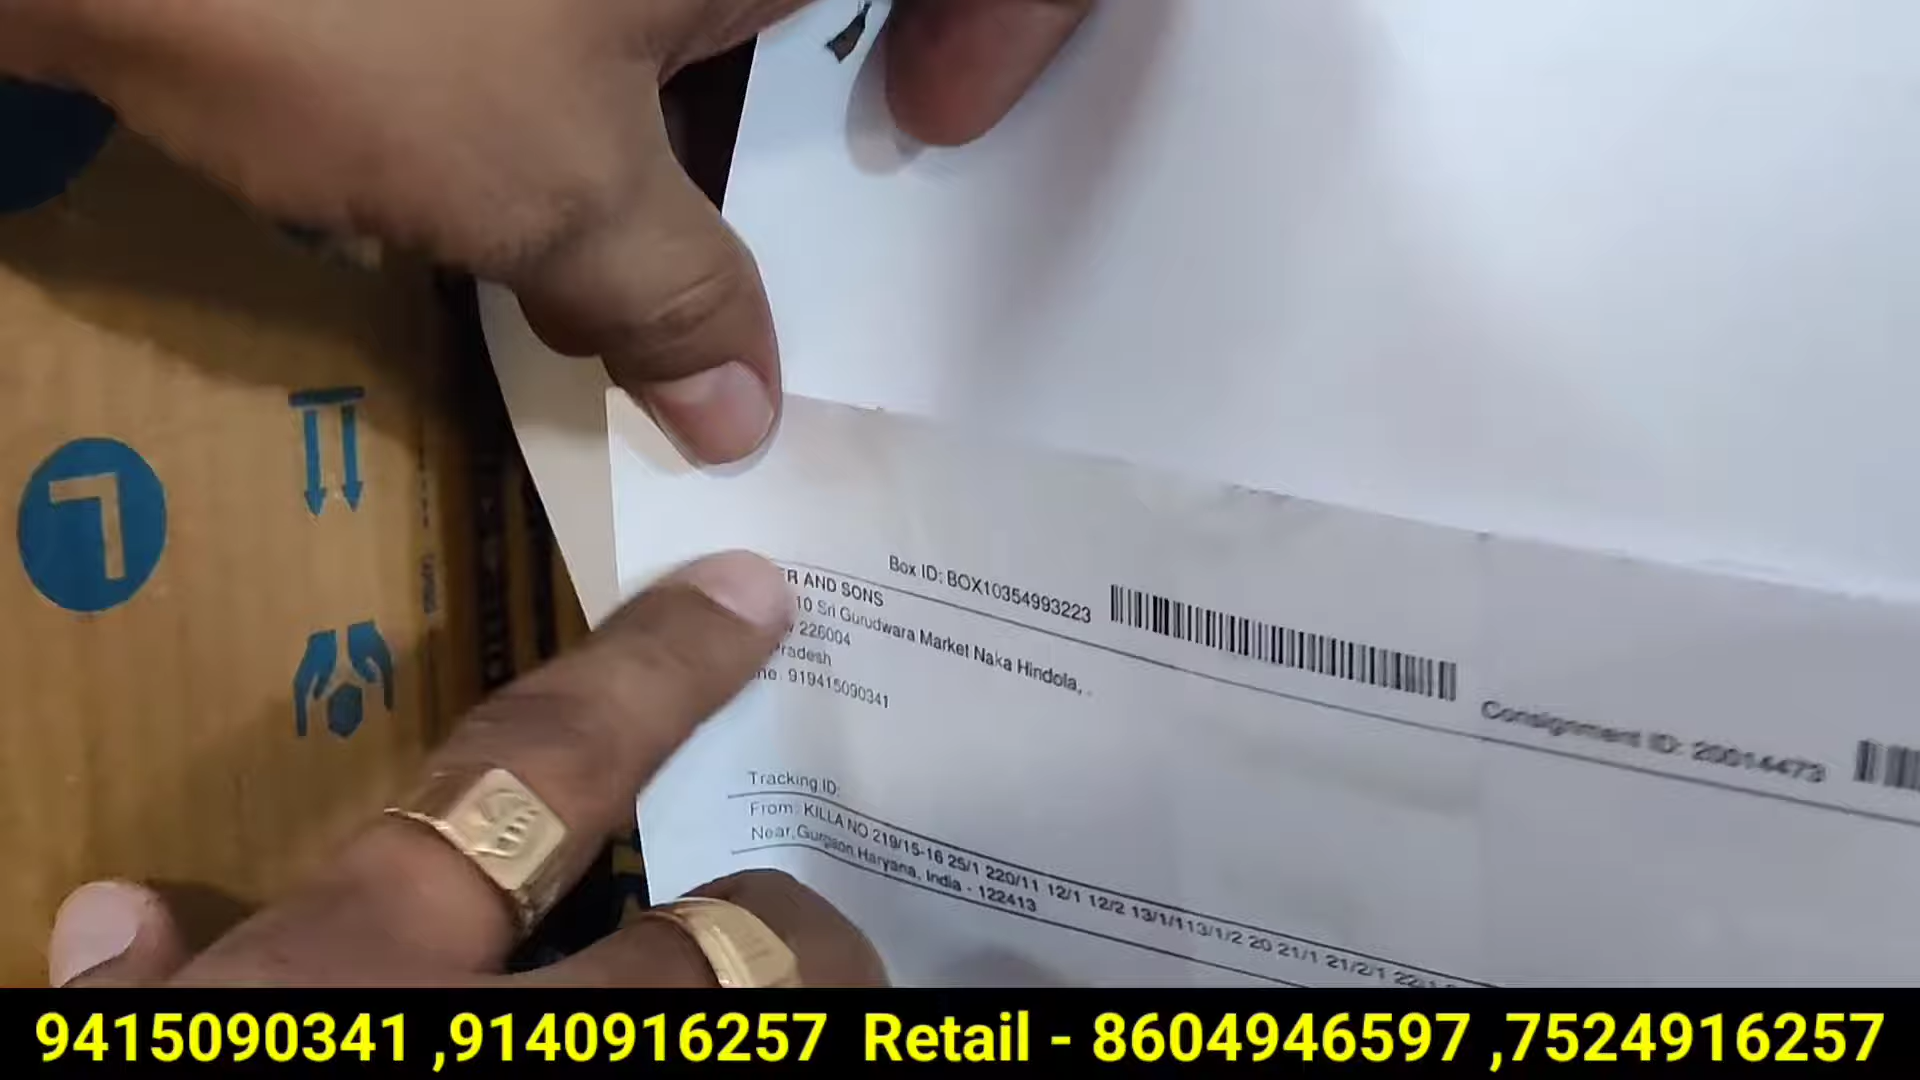 Box ID: BOX10354993223
ER AND SONS
10 Sri Gurudwara Market Naka Hindola, .
226004
Pradesh
919415090341
Consignment ID: 20014473
Tracking ID:
From: KILLA NO 219/15-16 25/1 220/11 12/1 12/2 13/1/113/1/2 20 21/1 21/2/1
Near,Gurgaon,Haryana, India - 122413
9415090341 ,9140916257 Retail - 8604946597 ,7524916257